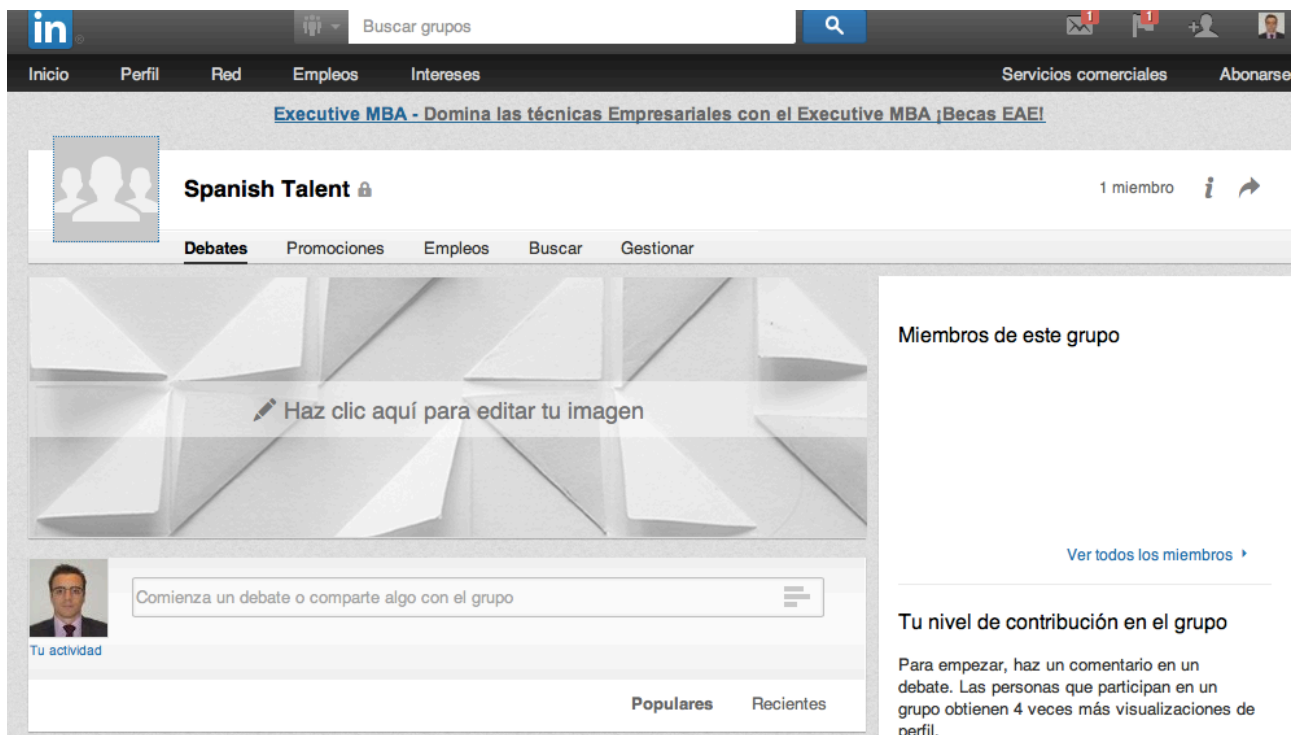 in
Buscar grupos
1
1
Inicio Perfil Red Empleos Intereses Servicios comerciales Abonarse
Executive MBA - Domina las técnicas Empresariales con el Executive MBA ¡Becas EAE!
Spanish Talent
1 miembro
i
Debates Promociones Empleos Buscar Gestionar
Haz clic aquí para editar tu imagen
Miembros de este grupo
Ver todos los miembros
Comienza un debate o comparte algo con el grupo
Tu actividad
Populares Recientes
Tu nivel de contribución en el grupo
Para empezar, haz un comentario en un
debate. Las personas que participan en un
grupo obtienen 4 veces más visualizaciones de
perfil.